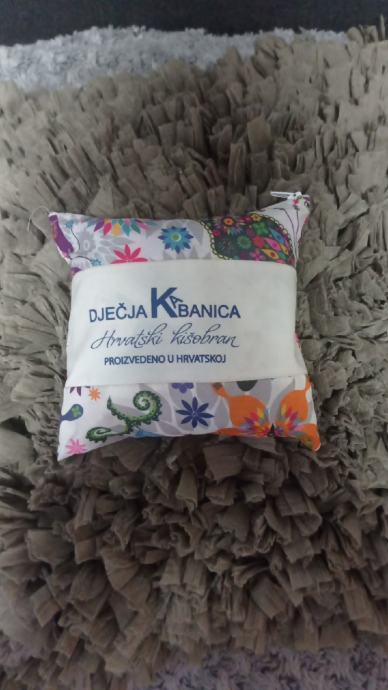 DJEČJA KABANICA
Hrvatski kišobran
PROIZVEDENO U HRVATSKOJ